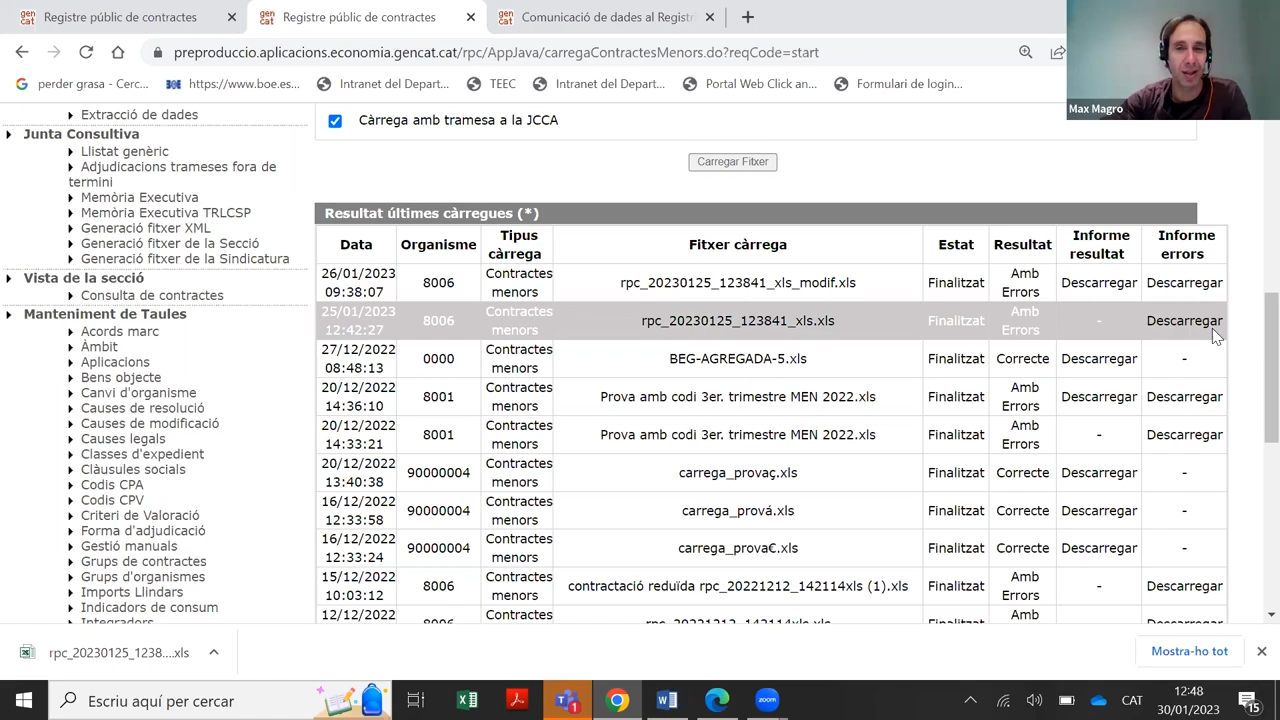 Registre públic de contractes
Registre públic de contractes
Comunicació de dades al Registr
preproduccio.aplicacions.economia.gencat.cat/rpc/AppJava/carregaContractesMenors.do?reqCode=start
perder grasa - Cerc...
https://www.boe.es...
Intranet del Depart...
TEEC
Intranet del Depart...
Portal Web Click an...
Formulari de login...
Max Magro
Extracció de dades
Junta Consultiva
Llistat genèric
Adjudicacions trameses fora de
termini
Memòria Executiva
Memòria Executiva TRLCSP
Generació fitxer XML
Generació fitxer de la Secció
Generació fitxer de la Sindicatura
Vista de la secció
Consulta de contractes
Manteniment de Taules
Acords marc
Àmbit
Aplicacions
Bens objecte
Canvi d'organisme
Causes de resolució
Causes de modificació
Causes legals
Classes d'expedient
Clàusules socials
Codis CPA
Codis CPV
Criteri de Valoració
Forma d'adjudicació
Gestió manuals
Grups de contractes
Grups d'organismes
Imports Llindars
Indicadors de consum
Integradors
Càrrega amb tramesa a la JCCA
Carregar Fitxer
Resultat últimes càrregues (*)
Data Organisme Tipus càrrega Fitxer càrrega Estat Resultat Informe resultat Informe errors
26/01/2023 09:38:07 8006 Contractes menors rpc_20230125_123841_xls_modif.xls Finalitzat Amb Errors Descarregar Descarregar
25/01/2023 12:42:27 8006 Contractes menors rpc_20230125_123841_xls.xls Finalitzat Amb Errors - Descarregar
27/12/2022 08:48:13 0000 Contractes menors BEG-AGREGADA-5.xls Finalitzat Correcte Descarregar -
20/12/2022 14:36:10 8001 Contractes menors Prova amb codi 3er. trimestre MEN 2022.xls Finalitzat Amb Errors Descarregar Descarregar
20/12/2022 14:33:21 8001 Contractes menors Prova amb codi 3er. trimestre MEN 2022.xls Finalitzat Amb Errors - Descarregar
20/12/2022 13:40:38 90000004 Contractes menors carrega_provaç.xls Finalitzat Correcte Descarregar -
16/12/2022 12:33:58 90000004 Contractes menors carrega_prová.xls Finalitzat Correcte Descarregar -
16/12/2022 12:33:24 90000004 Contractes menors carrega_prova€.xls Finalitzat Correcte Descarregar -
15/12/2022 10:03:12 8006 Contractes menors contractació reduïda rpc_20221212_142114xls (1).xls Finalitzat Amb Errors - Descarregar
12/12/2022 8006 Contractes rpc_20221212_142114xls.xls Finalitzat Amb Descarregar
rpc_20230125_1238....xls
Mostra-ho tot
Escriu aquí per cercar
CAT
12:48
30/01/2023
15